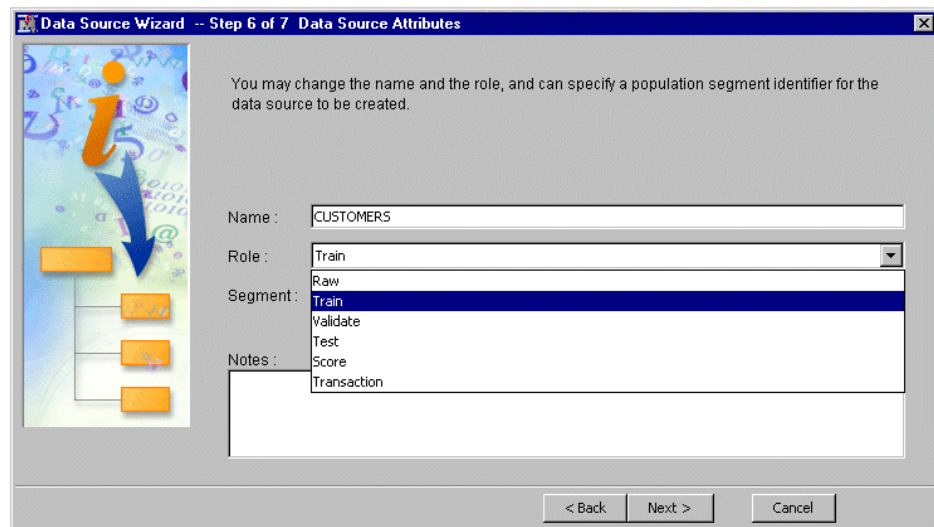 Data Source Wizard -- Step 6 of 7 Data Source Attributes
You may change the name and the role, and can specify a population segment identifier for the
data source to be created.
Name :
CUSTOMERS
Role :
Train
Segment :
Raw
Train
Validate
Test
Score
Transaction
Notes :
< Back
Next >
Cancel